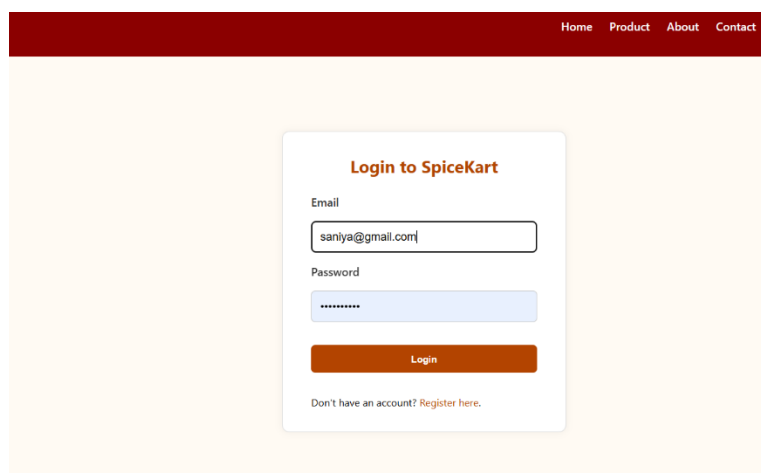 Home Product About Contact
Login to SpiceKart
Email
saniya@gmail.com
Password
••••••••••
Login
Don't have an account? Register here.